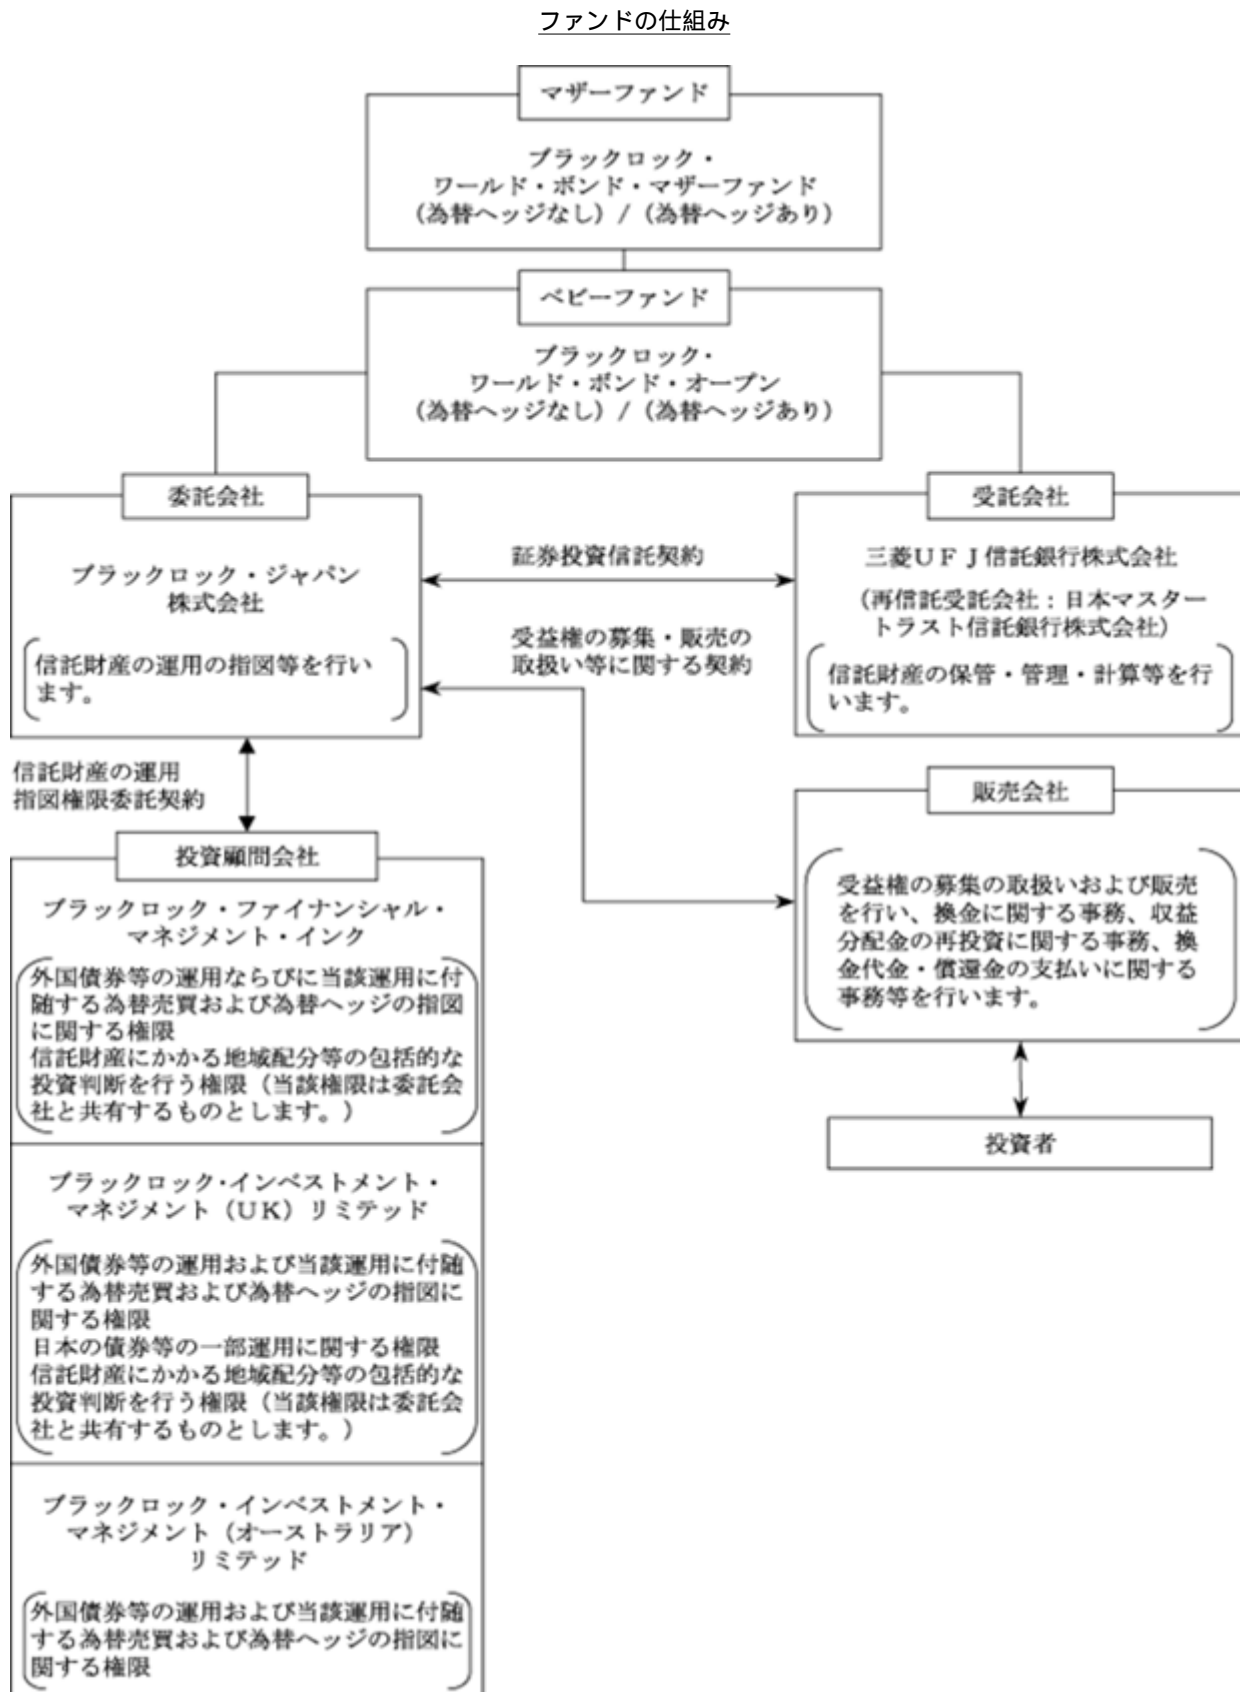 ファンドの仕組み
マザーファンド
ブラックロック・
ワールド・ボンド・マザーファンド
（為替ヘッジなし）/（為替ヘッジあり）
ベビーファンド
ブラックロック・
ワールド・ボンド・オープン
（為替ヘッジなし）/（為替ヘッジあり）
委託会社
ブラックロック・ジャパン
株式会社
信託財産の運用の指図等を行い
ます。
証券投資信託契約
受益権の募集・販売の
取扱い等に関する契約
受託会社
三菱ＵＦＪ信託銀行株式会社
（再信託受託会社：日本マスター
トラスト信託銀行株式会社）
信託財産の保管・管理・計算等を行
います。
信託財産の運用
指図権限委託契約
販売会社
受益権の募集の取扱いおよび販売
を行い、換金に関する事務、収益
分配金の再投資に関する事務、換
金代金・償還金の支払いに関する
事務等を行います。
投資者
投資顧問会社
ブラックロック・ファイナンシャル・
マネジメント・インク
外国債券等の運用ならびに当該運用に付
随する為替売買および為替ヘッジの指図
に関する権限
信託財産にかかる地域配分等の包括的な
投資判断を行う権限（当該権限は委託会
社と共有するものとします。）
ブラックロック・インベストメント・
マネジメント（ＵＫ）リミテッド
外国債券等の運用および当該運用に付随
する為替売買および為替ヘッジの指図に
関する権限
日本の債券等の一部運用に関する権限
信託財産にかかる地域配分等の包括的な
投資判断を行う権限（当該権限は委託会
社と共有するものとします。）
ブラックロック・インベストメント・
マネジメント（オーストラリア）
リミテッド
外国債券等の運用および当該運用に付随
する為替売買および為替ヘッジの指図に
関する権限